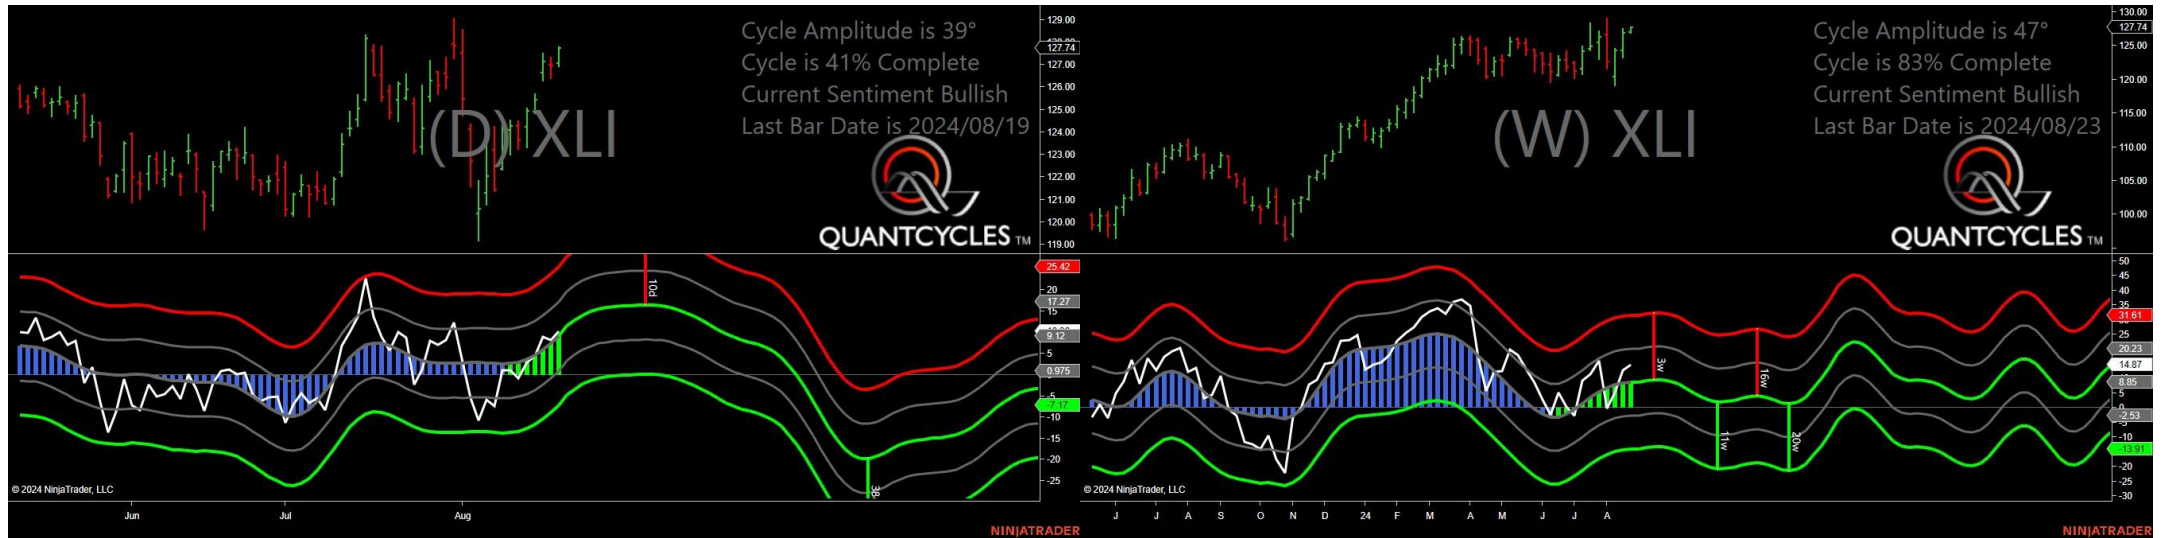 Cycle Amplitude is 39°
Cycle is 41% Complete
Current Sentiment Bullish
Last Bar Date is 2024/08/19
(D) XLI
QUANTCYCLES TM
129.00
127.74
127.00
126.00
125.00
124.00
123.00
122.00
121.00
120.00
119.00
25.42
20
17.27
15
9.12
5
0.975
-5
-7.17
-10
-15
-20
-25
10d
38
© 2024 NinjaTrader, LLC
Jun Jul Aug
NINJATRADER
Cycle Amplitude is 47°
Cycle is 83% Complete
Current Sentiment Bullish
Last Bar Date is 2024/08/23
(W) XLI
QUANTCYCLES TM
130.00
127.74
125.00
120.00
115.00
110.00
105.00
100.00
50
45
40
35
31.61
25
20.23
14.87
8.85
5
0
-2.53
-5
-10
-13.91
-20
-25
-30
3w
16w
11w
20w
© 2024 NinjaTrader, LLC
J J A S O N D 24 F M A M J J A
NINJATRADER